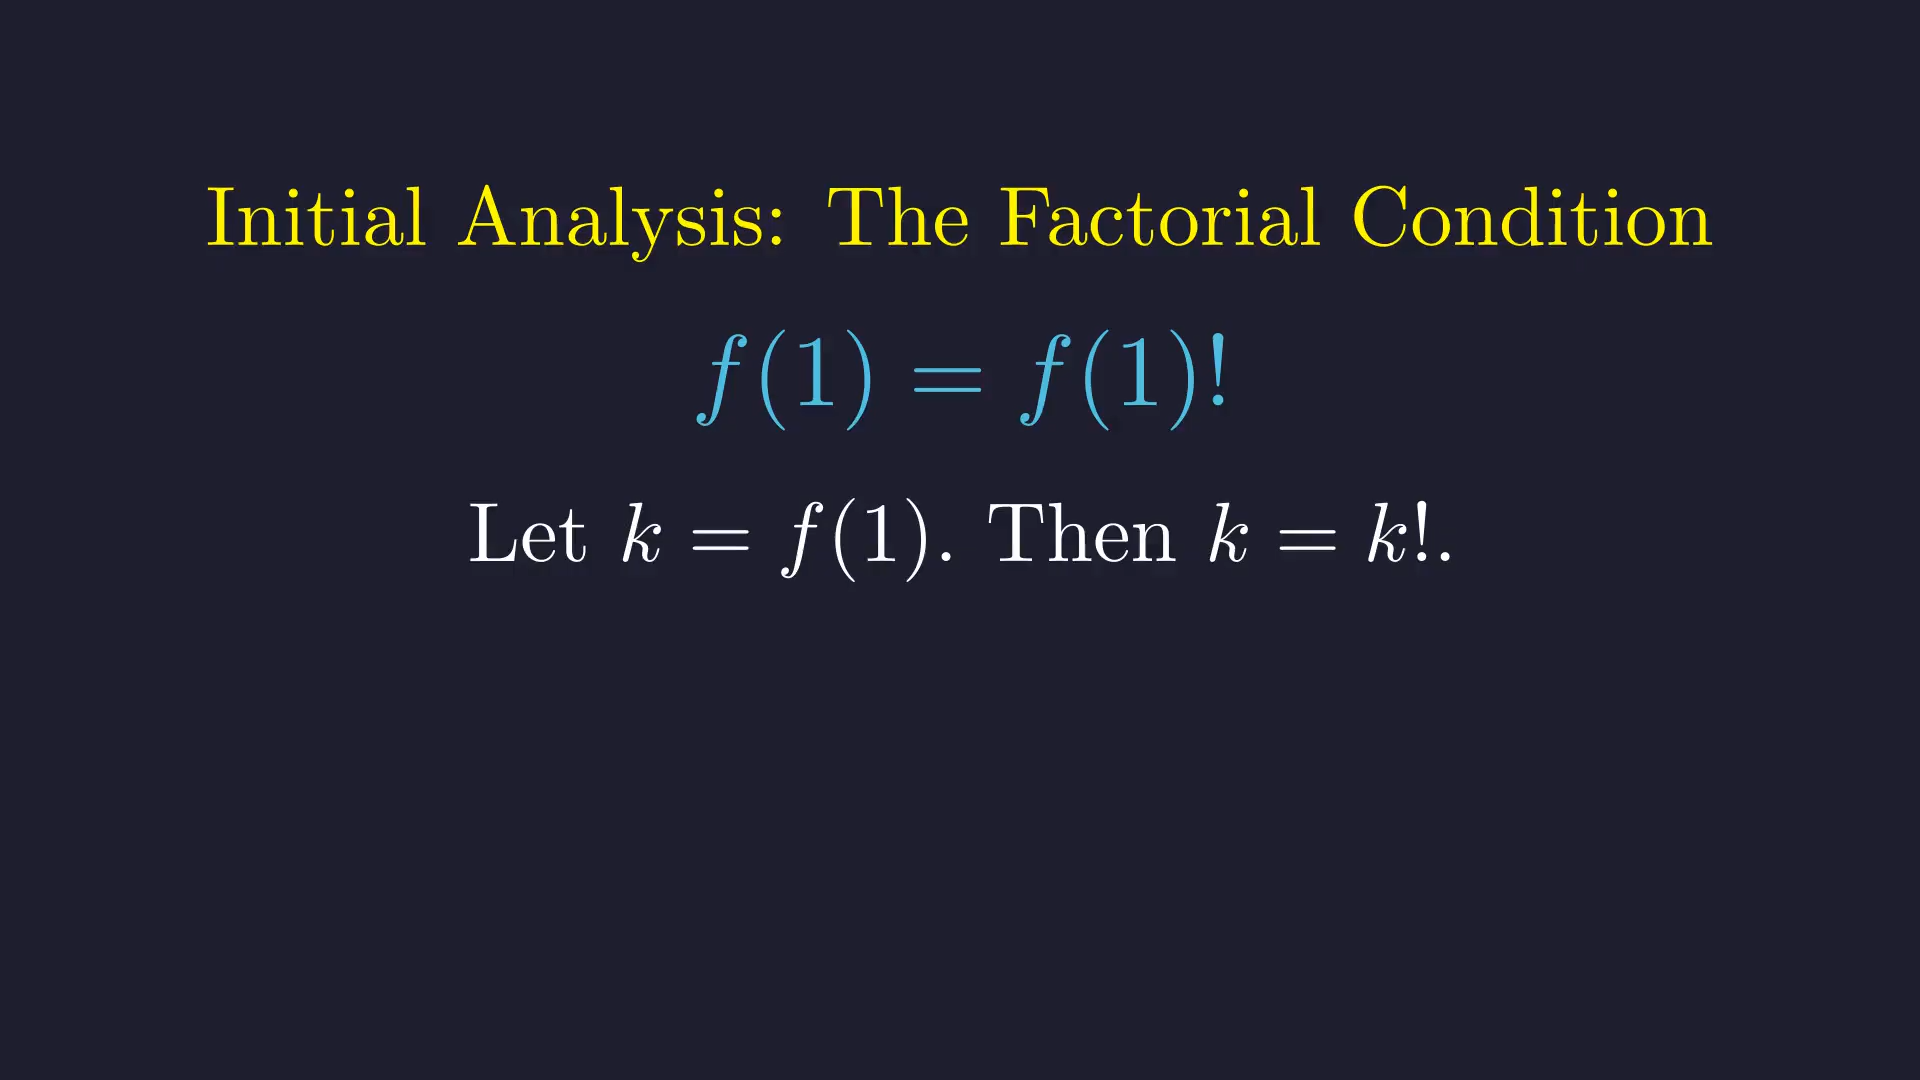 Initial Analysis: The Factorial Condition
f(1) = f(1)!
Let k = f(1). Then k = k!.